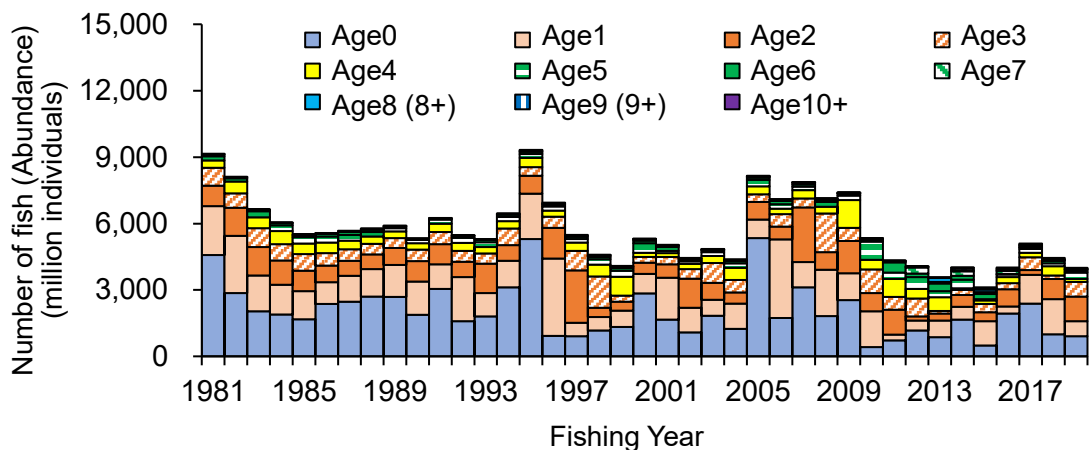 Number of fish (Abundance)
(million individuals)
15,000
12,000
9,000
6,000
3,000
0
Age0 Age1 Age2 Age3
Age4 Age5 Age6 Age7
Age8 (8+) Age9 (9+) Age10+
1981 1985 1989 1993 1997 2001 2005 2009 2013 2017
Fishing Year